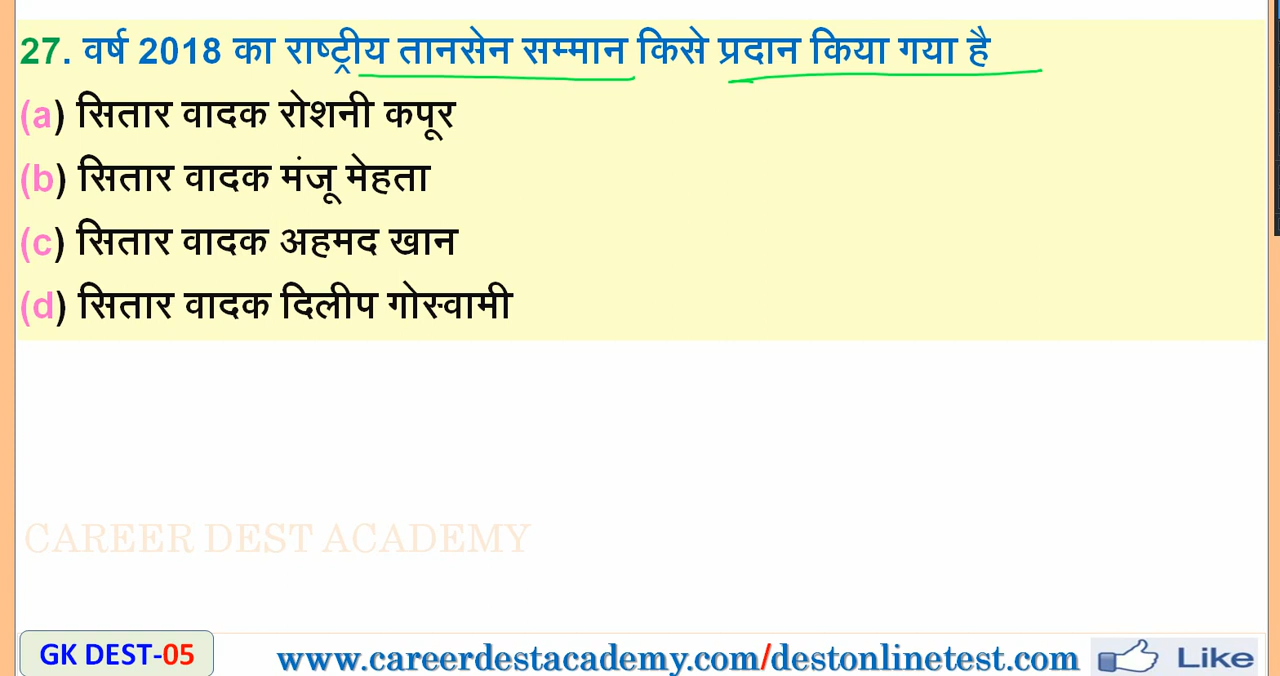 27. वर्ष 2018 का राष्ट्रीय तानसेन सम्मान किसे प्रदान किया गया है
(a) सितार वादक रोशनी कपूर
(b) सितार वादक मंजू मेहता
(c) सितार वादक अहमद खान
(d) सितार वादक दिलीप गोस्वामी
CAREER DEST ACADEMY
GK DEST-05 www.careerdestacademy.com/destonlinetest.com Like